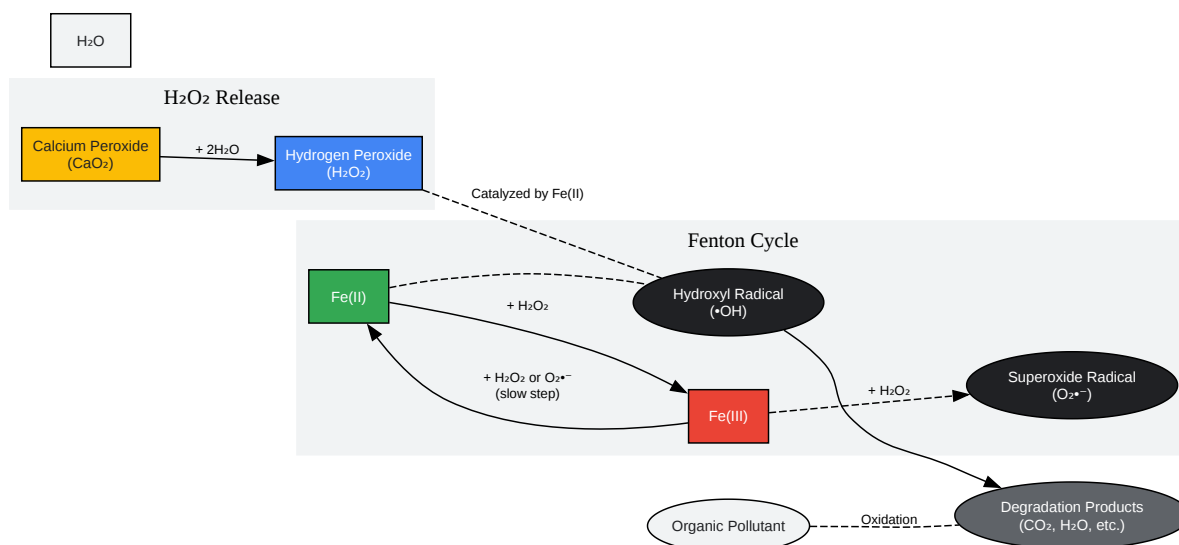 H₂O
H₂O₂ Release
Calcium Peroxide
(CaO₂)
+ 2H₂O
Hydrogen Peroxide
(H₂O₂)
Catalyzed by Fe(II)
Fenton Cycle
Fe(II)
Hydroxyl Radical
(•OH)
+ H₂O₂
+ H₂O₂ or O₂•⁻
(slow step)
Fe(III)
+ H₂O₂
Superoxide Radical
(O₂•⁻)
Organic Pollutant
Oxidation
Degradation Products
(CO₂, H₂O, etc.)